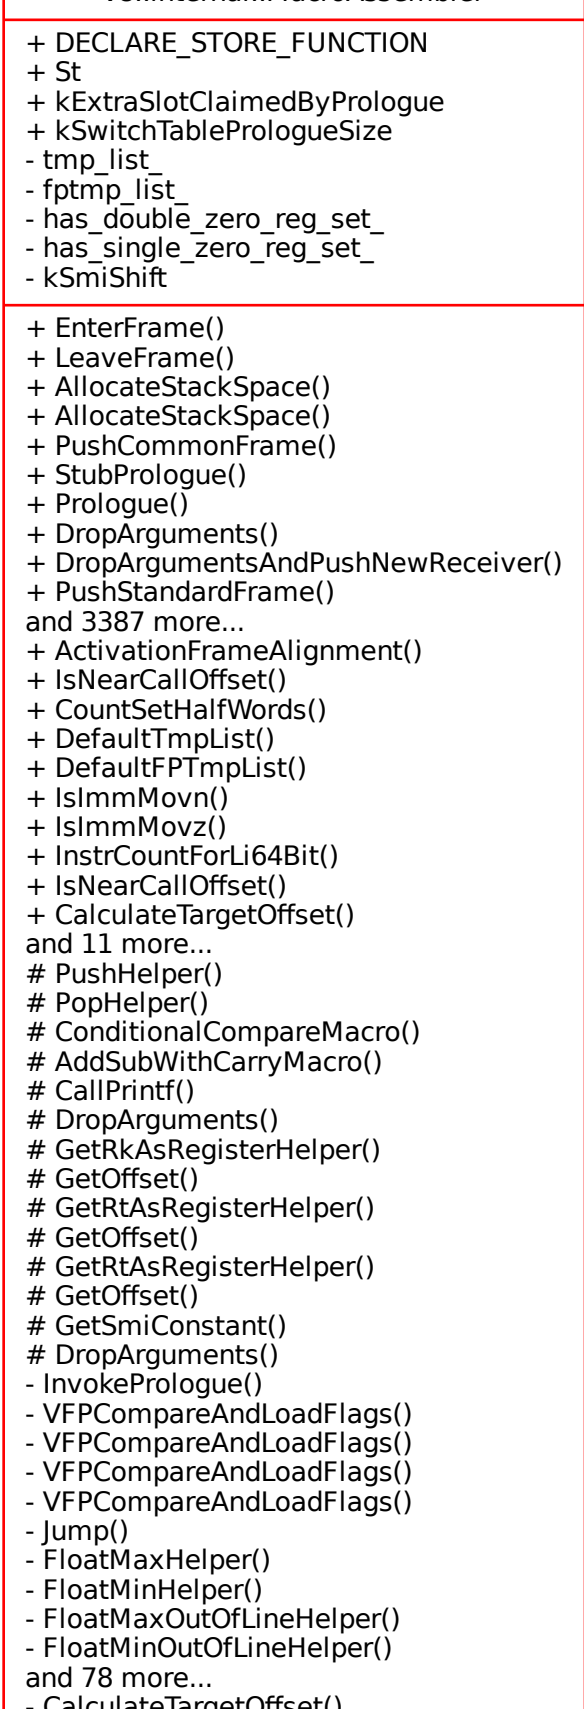 + DECLARE_STORE_FUNCTION
+ St
+ kExtraSlotClaimedByPrologue
+ kSwitchTablePrologueSize
- tmp_list_
- fptmp_list_
- has_double_zero_reg_set_
- has_single_zero_reg_set_
- kSmiShift
+ EnterFrame()
+ LeaveFrame()
+ AllocateStackSpace()
+ AllocateStackSpace()
+ PushCommonFrame()
+ StubPrologue()
+ Prologue()
+ DropArguments()
+ DropArgumentsAndPushNewReceiver()
+ PushStandardFrame()
and 3387 more...
+ ActivationFrameAlignment()
+ IsNearCallOffset()
+ CountSetHalfWords()
+ DefaultTmpList()
+ DefaultFPTmpList()
+ IsImmMovn()
+ IsImmMovz()
+ InstrCountForLi64Bit()
+ IsNearCallOffset()
+ CalculateTargetOffset()
and 11 more...
# PushHelper()
# PopHelper()
# ConditionalCompareMacro()
# AddSubWithCarryMacro()
# CallPrintf()
# DropArguments()
# GetRkAsRegisterHelper()
# GetOffset()
# GetRtAsRegisterHelper()
# GetOffset()
# GetRtAsRegisterHelper()
# GetOffset()
# GetSmiConstant()
# DropArguments()
- InvokePrologue()
- VFPCompareAndLoadFlags()
- VFPCompareAndLoadFlags()
- VFPCompareAndLoadFlags()
- VFPCompareAndLoadFlags()
- Jump()
- FloatMaxHelper()
- FloatMinHelper()
- FloatMaxOutOfLineHelper()
- FloatMinOutOfLineHelper()
and 78 more...
- CalculateTargetOffset()